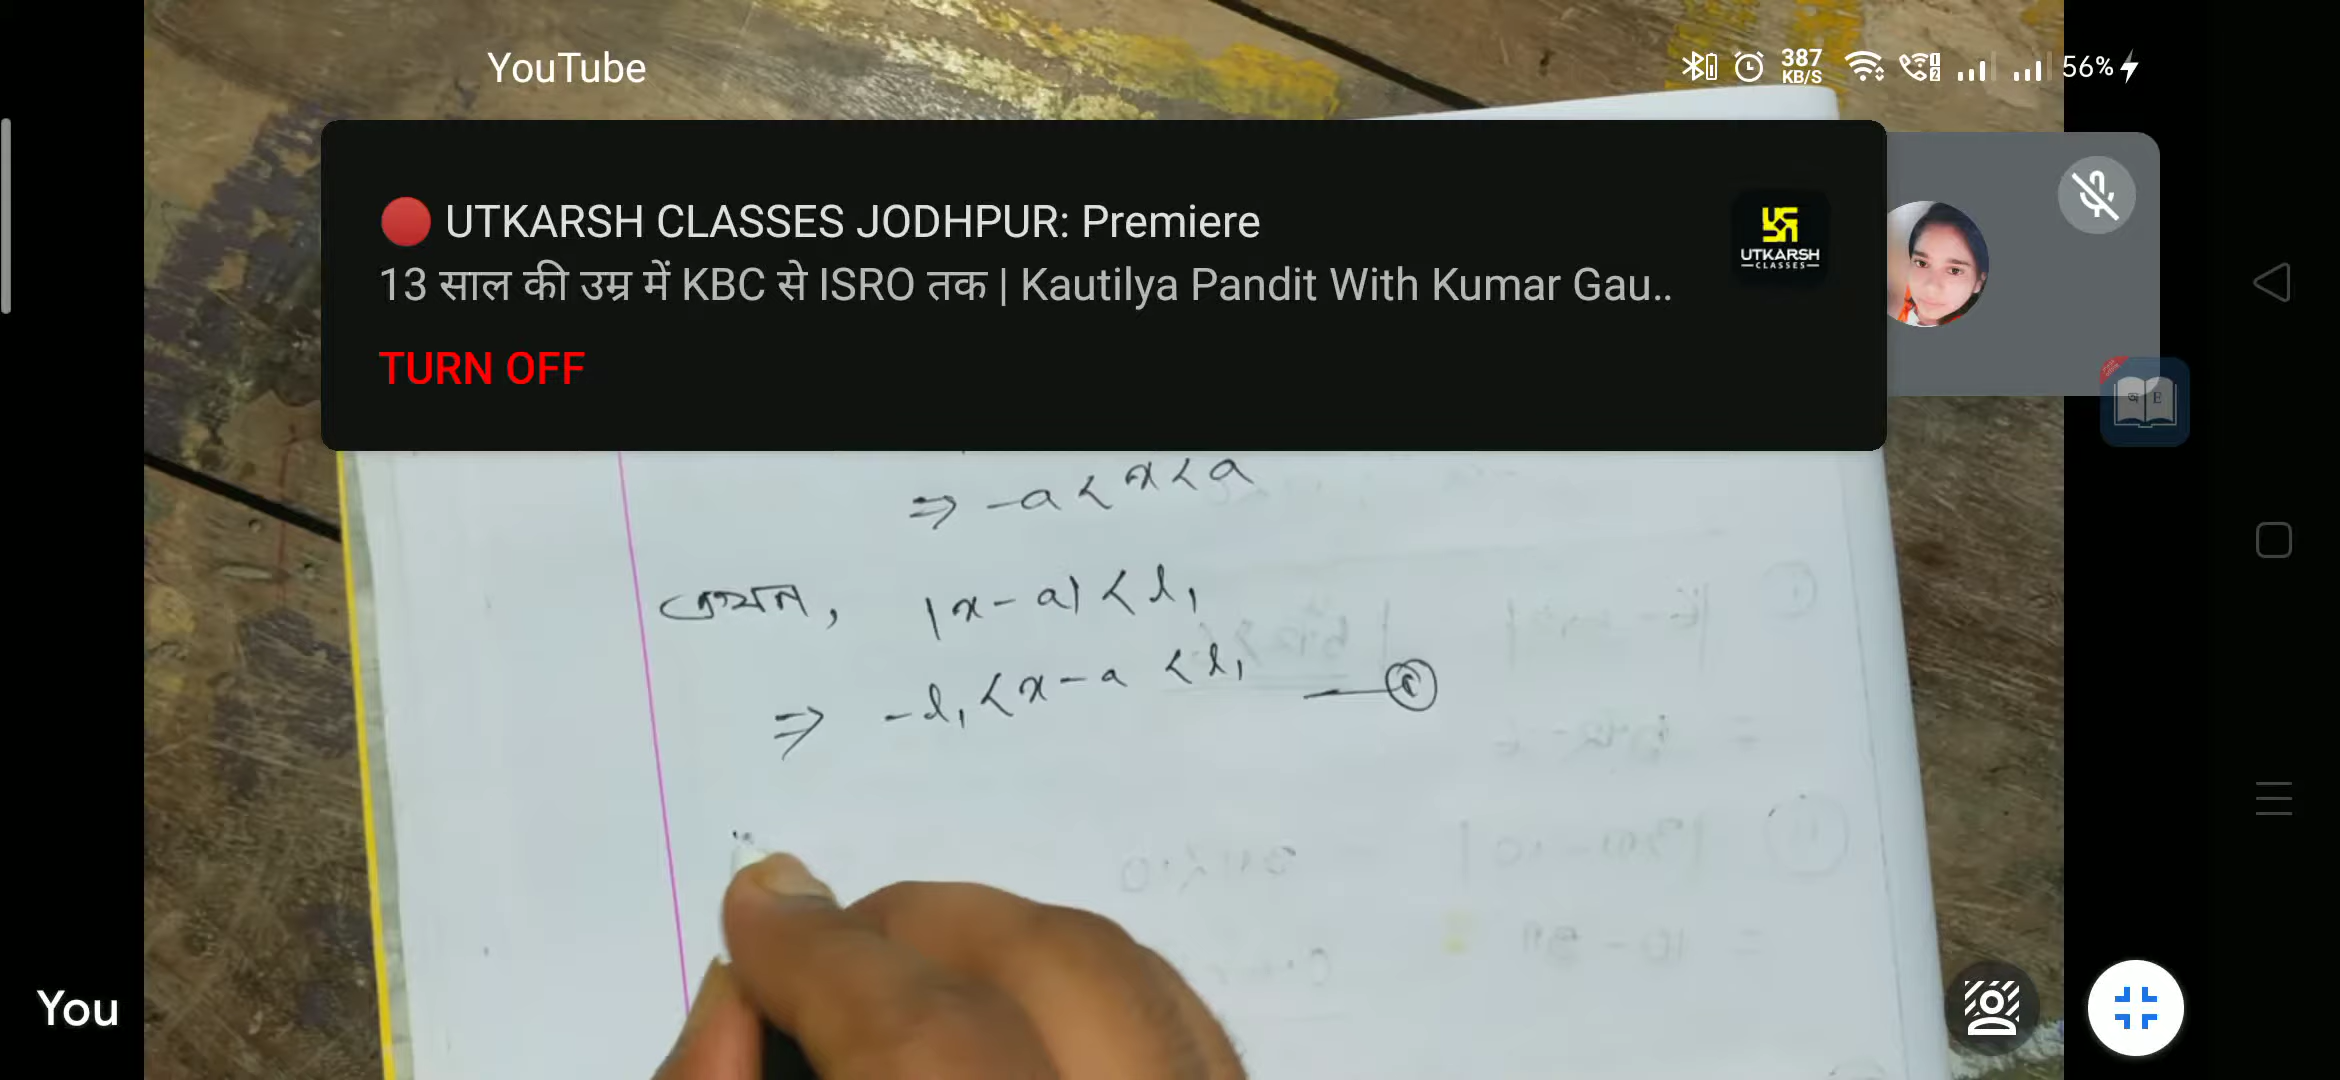 YouTube
387
KB/S
56%
🔴 UTKARSH CLASSES JODHPUR: Premiere
13 साल की उम्र में KBC से ISRO तक | Kautilya Pandit With Kumar Gau..
TURN OFF
UTKARSH
CLASSES
⇒ -a < x < a
যেমন, |x - a| < l₁
⇒ -l₁ < x - a < l₁
You